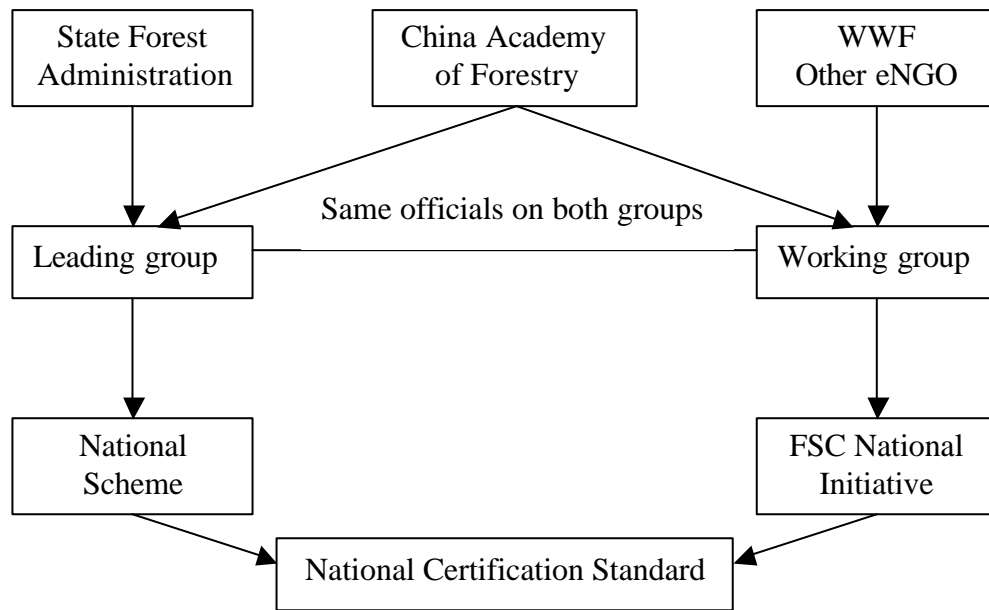 State Forest
Administration
China Academy
of Forestry
WWF
Other eNGO
Same officials on both groups
Leading group
Working group
National
Scheme
FSC National
Initiative
National Certification Standard